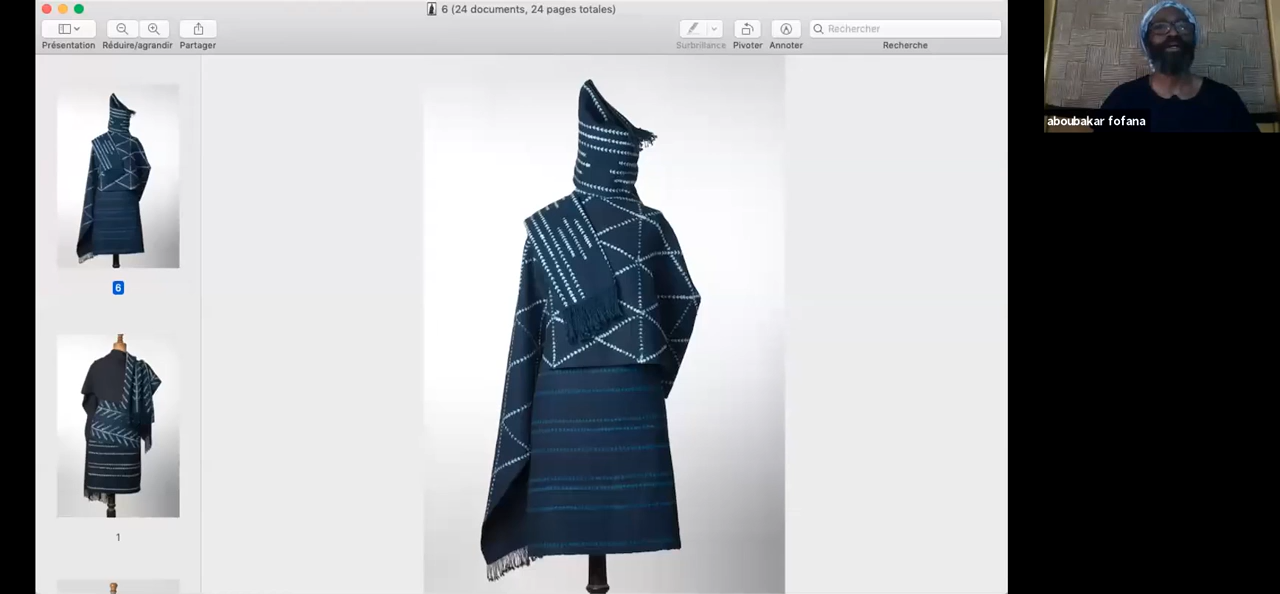 6 (24 documents, 24 pages totales)
Présentation
Réduire/agrandir
Partager
Surbrillance
Pivoter
Annoter
Rechercher
Recherche
aboubakar fofana
6
1